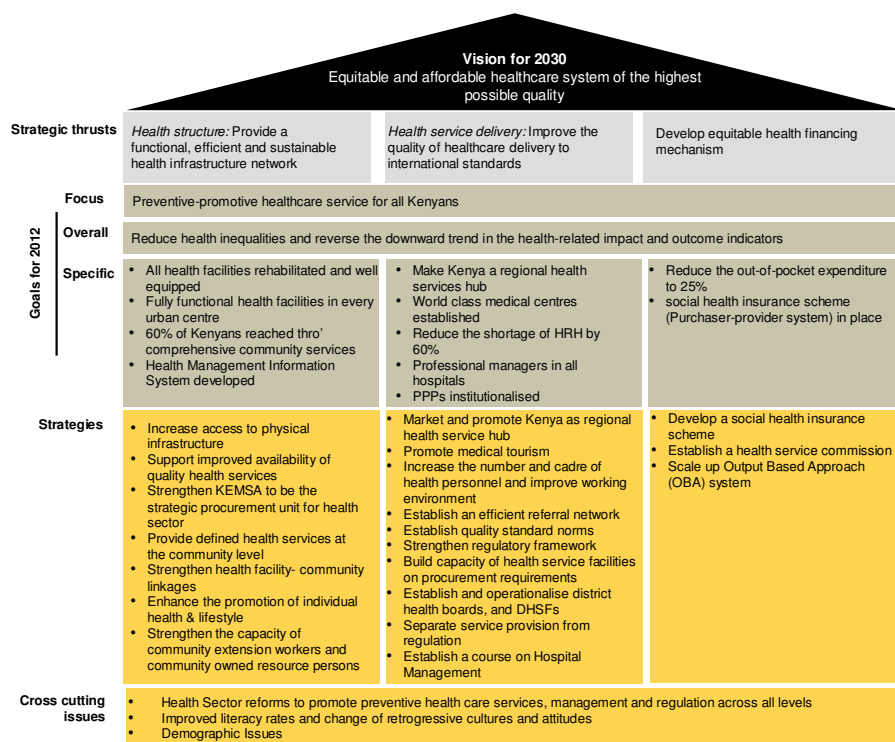 Vision for 2030
Equitable and affordable healthcare system of the highest
possible quality
Strategic thrusts
Health structure: Provide a
functional, efficient and sustainable
health infrastructure network
Health service delivery: Improve the
quality of healthcare delivery to
international standards
Develop equitable health financing
mechanism
Goals for 2012
Focus
Preventive-promotive healthcare service for all Kenyans
Overall
Reduce health inequalities and reverse the downward trend in the health-related impact and outcome indicators
Specific
• All health facilities rehabilitated and well
equipped
• Fully functional health facilities in every
urban centre
• 60% of Kenyans reached thro’
comprehensive community services
• Health Management Information
System developed
• Make Kenya a regional health
services hub
• World class medical centres
established
• Reduce the shortage of HRH by
60%
• Professional managers in all
hospitals
• PPPs institutionalised
• Reduce the out-of-pocket expenditure
to 25%
• social health insurance scheme
(Purchaser-provider system) in place
Strategies
• Increase access to physical
infrastructure
• Support improved availability of
quality health services
• Strengthen KEMSA to be the
strategic procurement unit for health
sector
• Provide defined health services at
the community level
• Strengthen health facility- community
linkages
• Enhance the promotion of individual
health & lifestyle
• Strengthen the capacity of
community extension workers and
community owned resource persons
• Market and promote Kenya as regional
health service hub
• Promote medical tourism
• Increase the number and cadre of
health personnel and improve working
environment
• Establish an efficient referral network
• Establish quality standard norms
• Strengthen regulatory framework
• Build capacity of health service facilities
on procurement requirements
• Establish and operationalise district
health boards, and DHSFs
• Separate service provision from
regulation
• Establish a course on Hospital
Management
• Develop a social health insurance
scheme
• Establish a health service commission
• Scale up Output Based Approach
(OBA) system
Cross cutting
issues
• Health Sector reforms to promote preventive health care services, management and regulation across all levels
• Improved literacy rates and change of retrogressive cultures and attitudes
• Demographic Issues